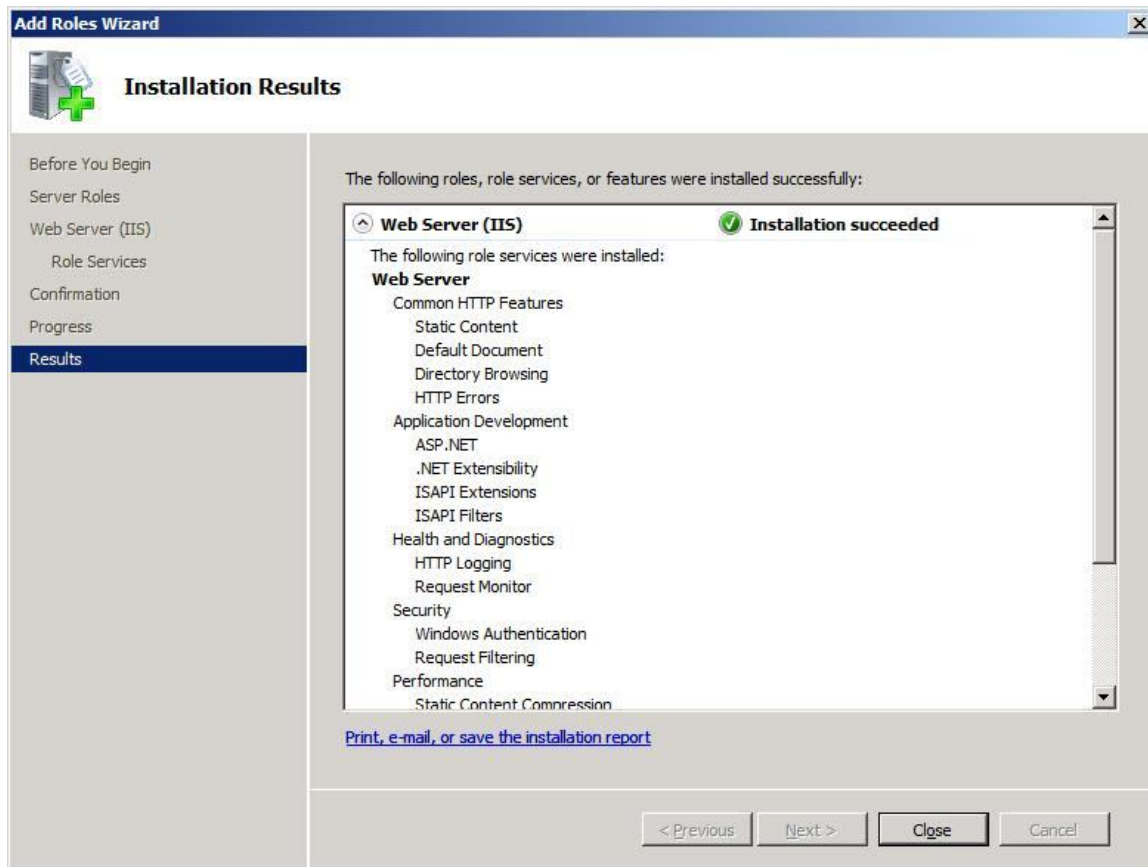 Add Roles Wizard
Installation Results
Before You Begin
Server Roles
Web Server (IIS)
Role Services
Confirmation
Progress
Results
The following roles, role services, or features were installed successfully:
Web Server (IIS) Installation succeeded
The following role services were installed:
Web Server
Common HTTP Features
Static Content
Default Document
Directory Browsing
HTTP Errors
Application Development
ASP.NET
.NET Extensibility
ISAPI Extensions
ISAPI Filters
Health and Diagnostics
HTTP Logging
Request Monitor
Security
Windows Authentication
Request Filtering
Performance
Static Content Compression
Print, e-mail, or save the installation report
< Previous Next > Close Cancel